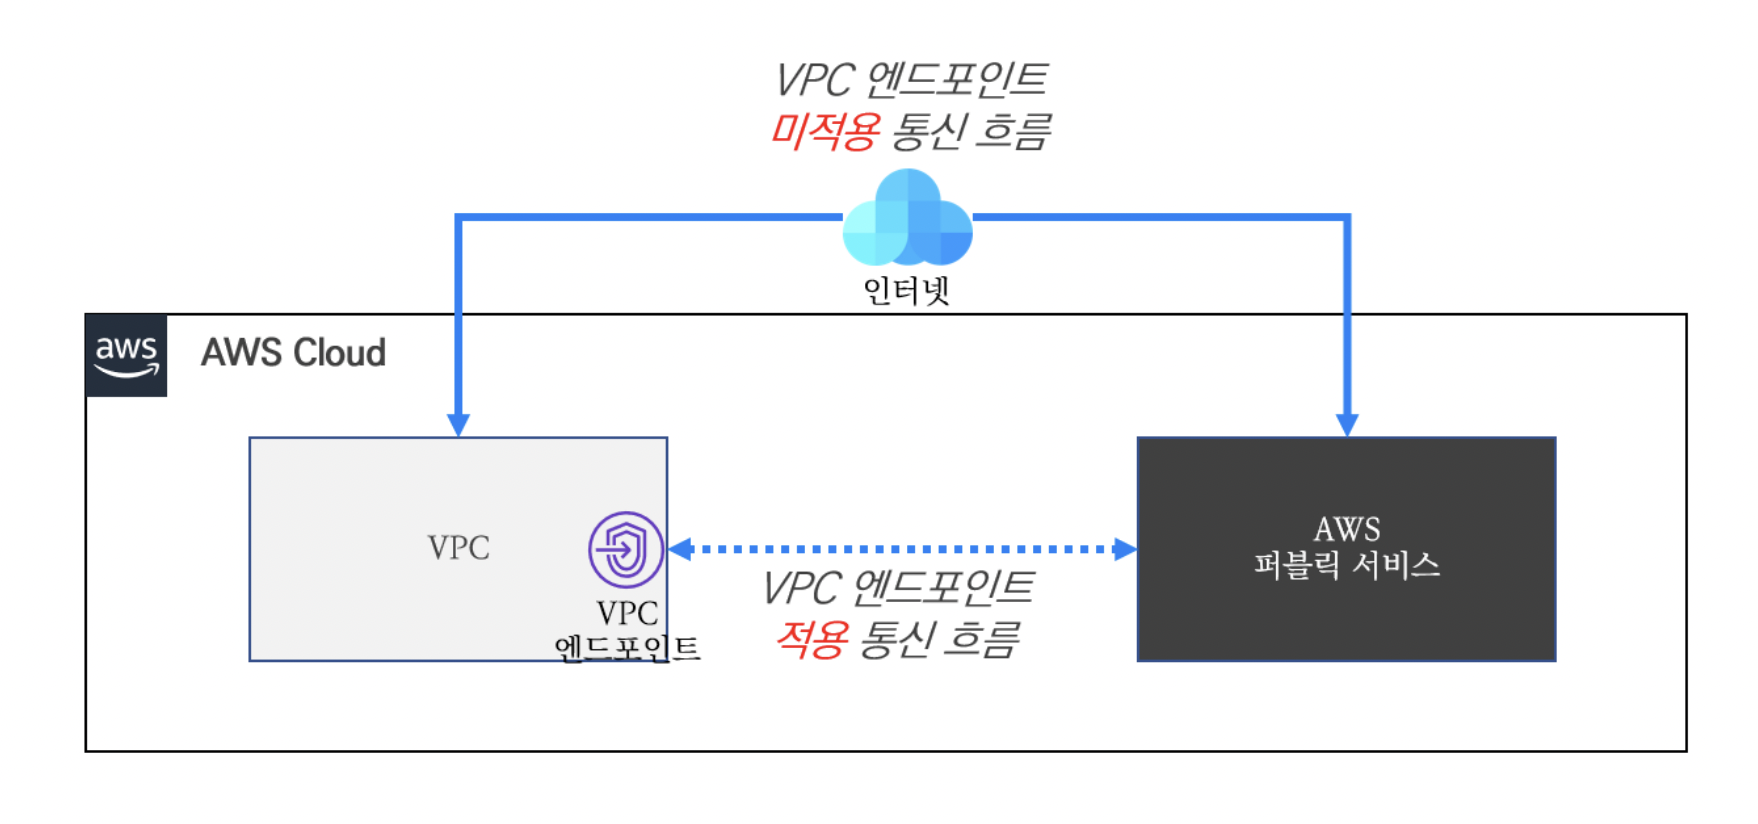 VPC 엔드포인트
미적용 통신 흐름
인터넷
aws
AWS Cloud
VPC
VPC
엔드포인트
VPC 엔드포인트
적용 통신 흐름
AWS
퍼블릭 서비스